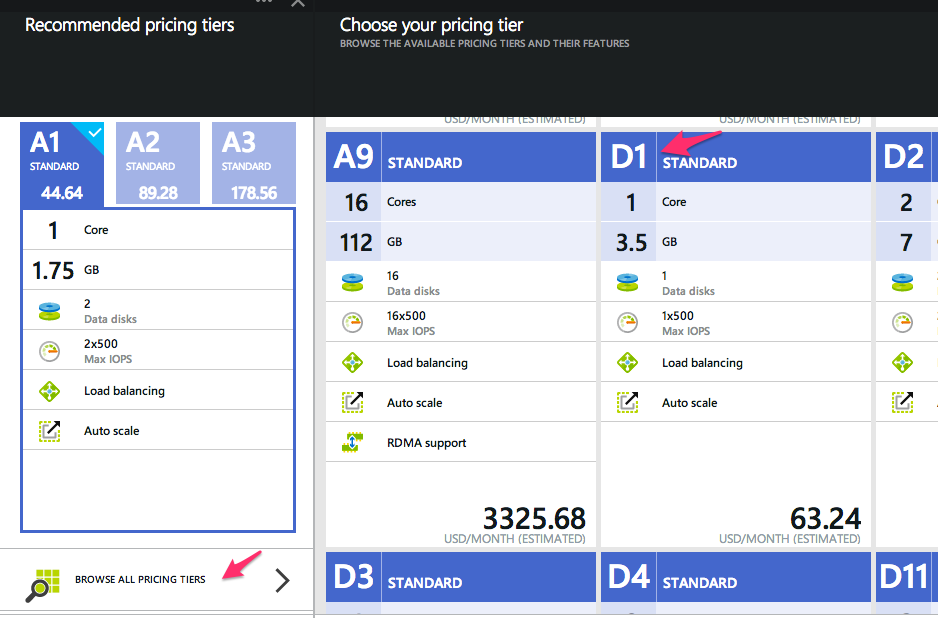 Recommended pricing tiers
A1
STANDARD
44.64
A2
STANDARD
89.28
A3
STANDARD
178.56
1 Core
1.75 GB
2
Data disks
2x500
Max IOPS
Load balancing
Auto scale
BROWSE ALL PRICING TIERS
Choose your pricing tier
BROWSE THE AVAILABLE PRICING TIERS AND THEIR FEATURES
USD/MONTH (ESTIMATED)
USD/MONTH (ESTIMATED)
A9 STANDARD
16 Cores
112 GB
16
Data disks
16x500
Max IOPS
Load balancing
Auto scale
RDMA support
3325.68
USD/MONTH (ESTIMATED)
D1 STANDARD
1 Core
3.5 GB
1
Data disks
1x500
Max IOPS
Load balancing
Auto scale
63.24
USD/MONTH (ESTIMATED)
D2
2
7
D3 STANDARD
D4 STANDARD
D11